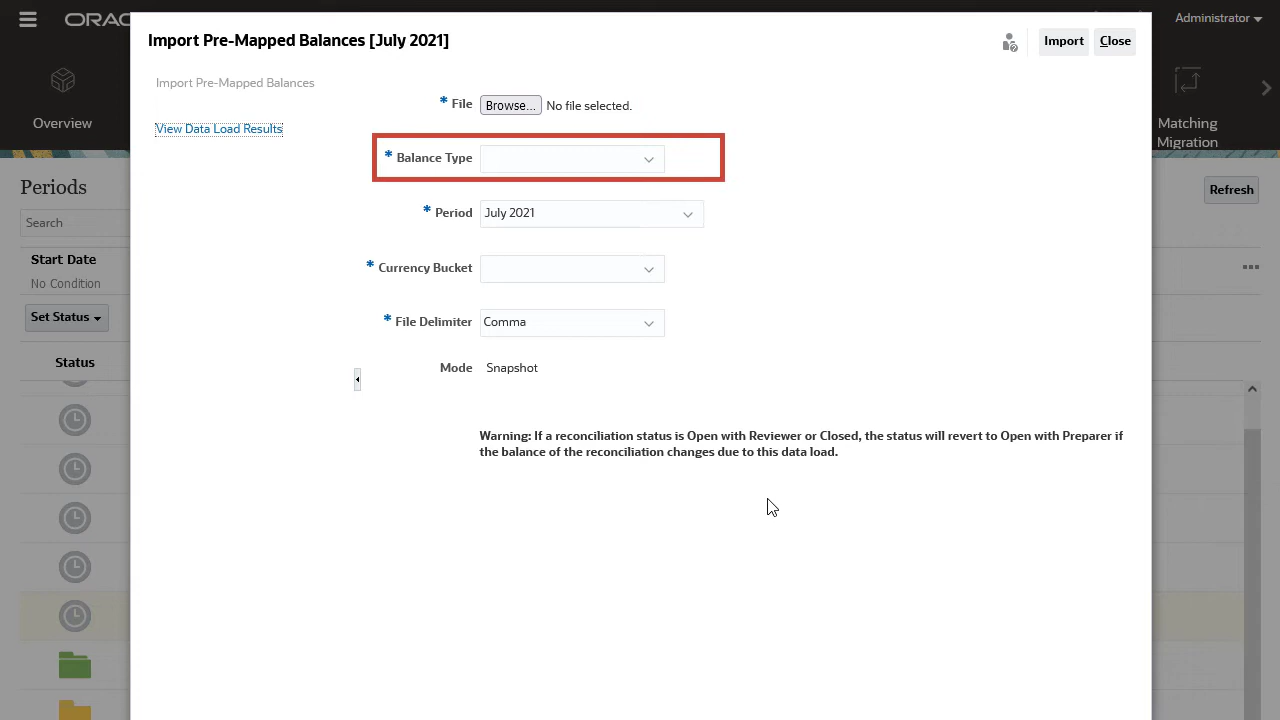 ORAC
Administrator
Import Pre-Mapped Balances [July 2021]
Import
Close
Import Pre-Mapped Balances
View Data Load Results
* File
Browse...
No file selected.
* Balance Type
* Period
July 2021
* Currency Bucket
* File Delimiter
Comma
Mode
Snapshot
Warning: If a reconciliation status is Open with Reviewer or Closed, the status will revert to Open with Preparer if
the balance of the reconciliation changes due to this data load.
Overview
Matching
Migration
Periods
Refresh
Search
Start Date
No Condition
Set Status
Status